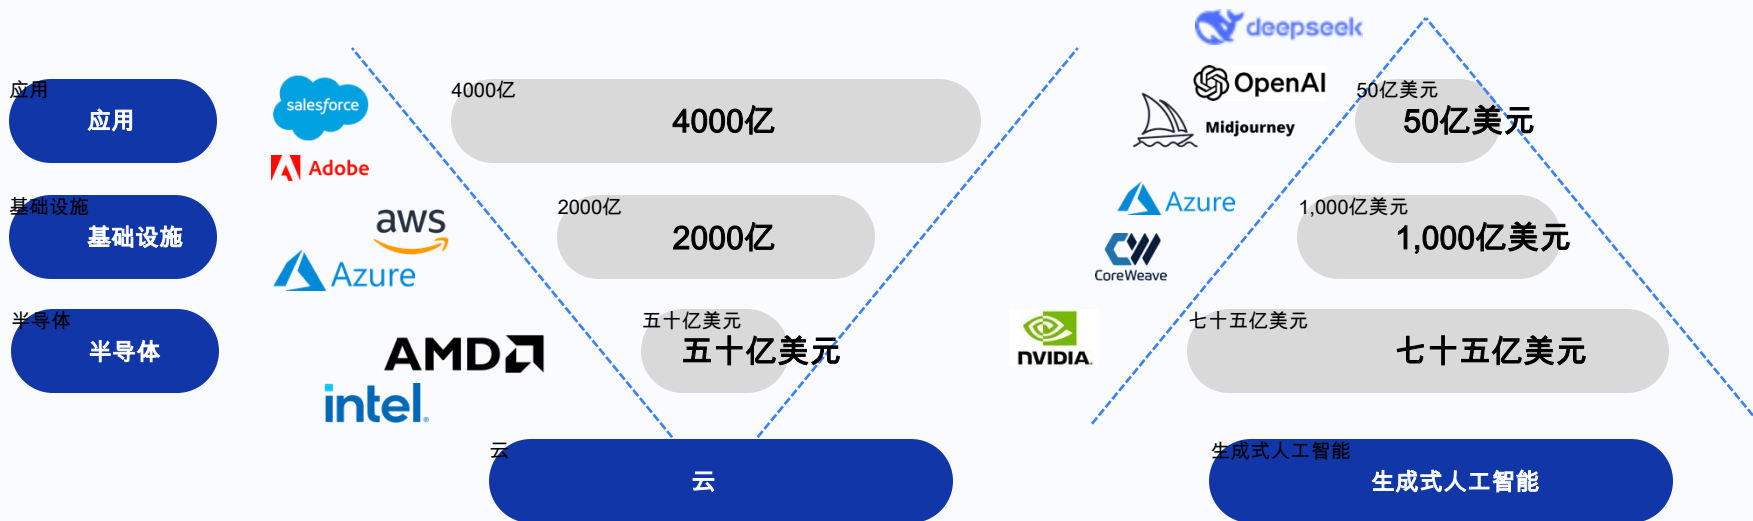 deepseek
应用
应用
salesforce
Adobe
4000亿
4000亿
OpenAI
Midjourney
50亿美元
50亿美元
基础设施
基础设施
aws
Azure
2000亿
2000亿
Azure
CoreWeave
1,000亿美元
1,000亿美元
半导体
半导体
AMD
intel
五十亿美元
五十亿美元
nVIDIA.
七十五亿美元
七十五亿美元
云
云
生成式人工智能
生成式人工智能